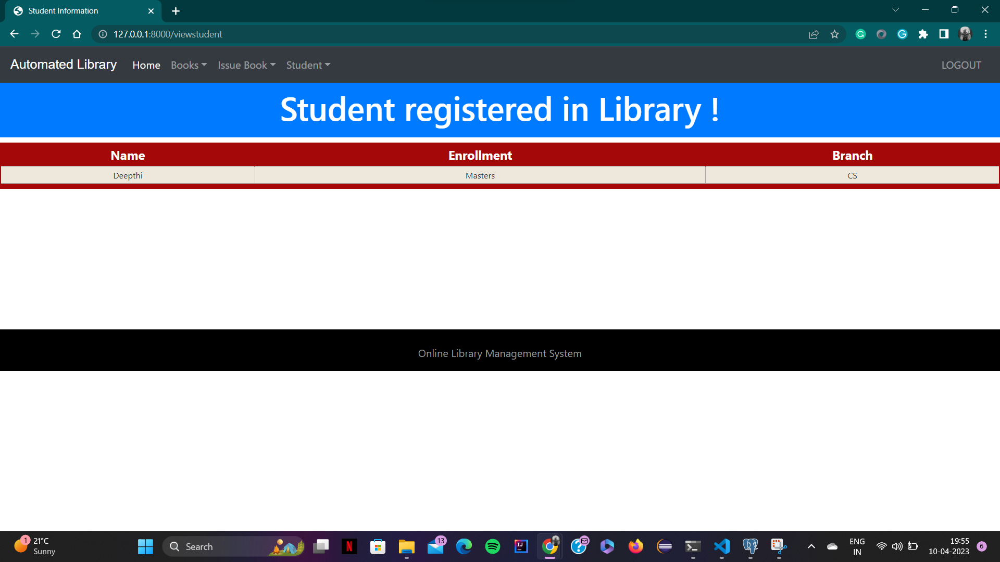 Student Information
127.0.0.1:8000/viewstudent
Automated Library Home Books Issue Book Student LOGOUT
Student registered in Library !
Name Enrollment Branch
Deepthi Masters CS
Online Library Management System
1 21°C
Sunny
Search
N
13
IJ
ENG
IN
19:55
10-04-2023
6